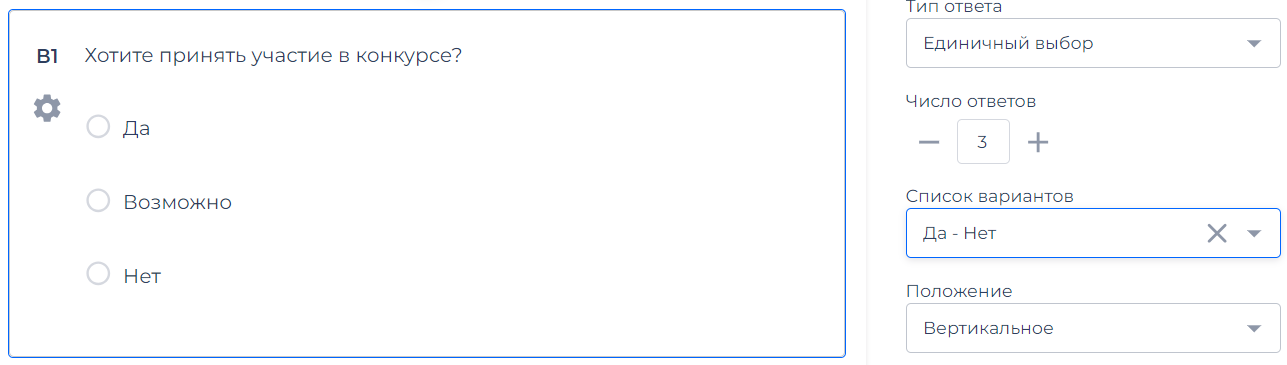 B1 Хотите принять участие в конкурсе?
Да
Возможно
Нет
Тип ответа
Единичный выбор
Число ответов
3
Список вариантов
Да - Нет
Положение
Вертикальное